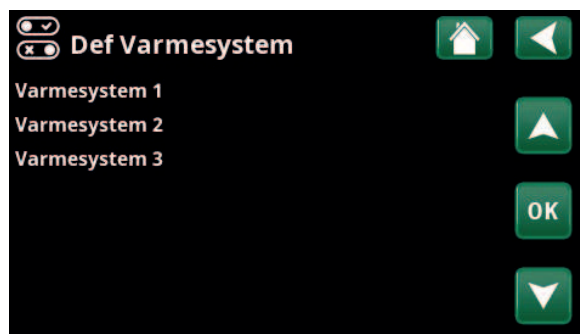 Def Varmesystem
Varmesystem 1
Varmesystem 2
Varmesystem 3
OK